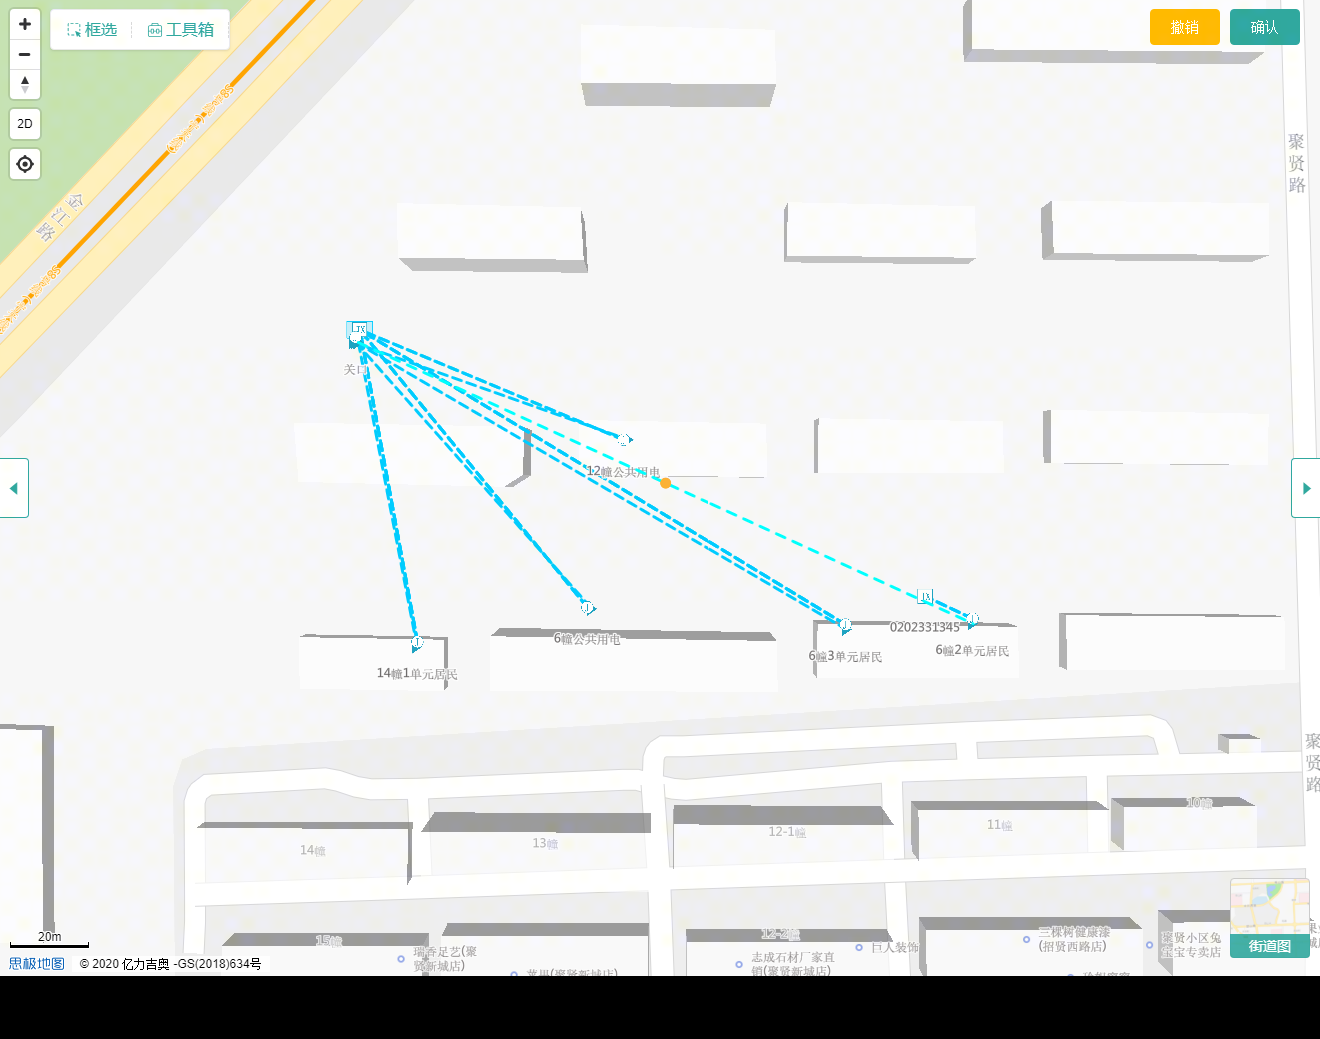 框选
工具箱
撤销
确认
2D
金江路
聚贤路
JX
关口
12幢公共用电
JX
0202331345
6幢公共用电
6幢3单元居民
6幢2单元居民
14幢1单元居民
聚贤路
10幢
11幢
12-1幢
13幢
14幢
12-2幢
15幢
三棵树健康漆
(招贤西路店)
聚贤小区兔
宝宝专卖店
瑞香足艺(聚
贤新城店)
巨人装饰
志成石材厂家直
销(聚贤新城店)
街道图
20m
思极地图
© 2020 亿力吉奥 -GS(2018)634号